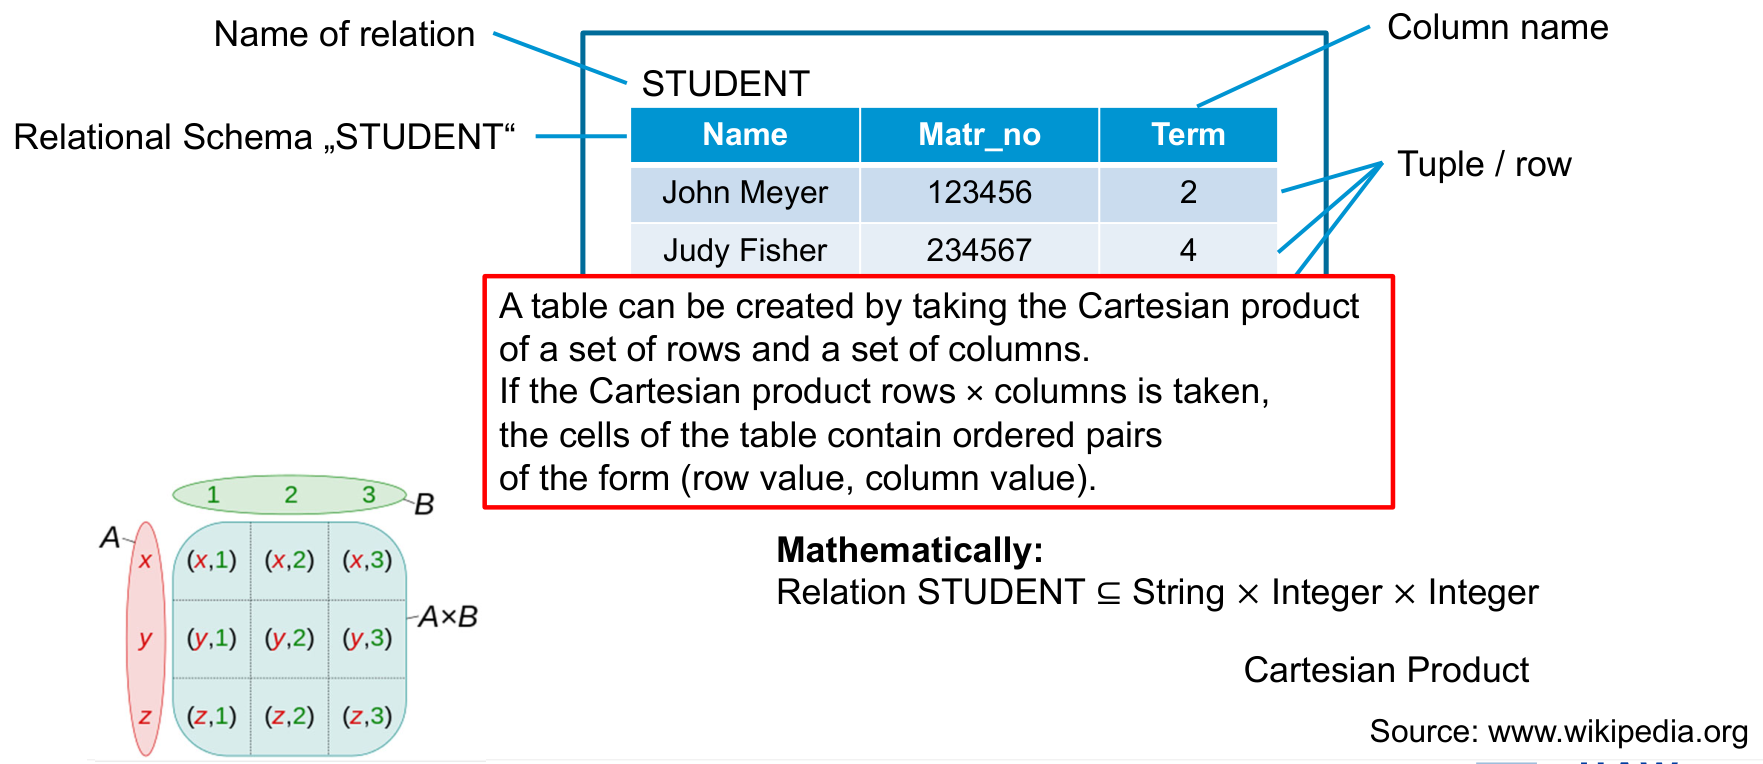 Name of relation
Column name
STUDENT
Relational Schema „STUDENT“
Name Matr_no Term
Tuple / row
John Meyer 123456 2
Judy Fisher 234567 4
A table can be created by taking the Cartesian product
of a set of rows and a set of columns.
If the Cartesian product rows × columns is taken,
the cells of the table contain ordered pairs
of the form (row value, column value).
1 2 3
B
A
x (x,1) (x,2) (x,3)
A×B
y (y,1) (y,2) (y,3)
z (z,1) (z,2) (z,3)
Mathematically:
Relation STUDENT ⊆ String × Integer × Integer
Cartesian Product
Source: www.wikipedia.org